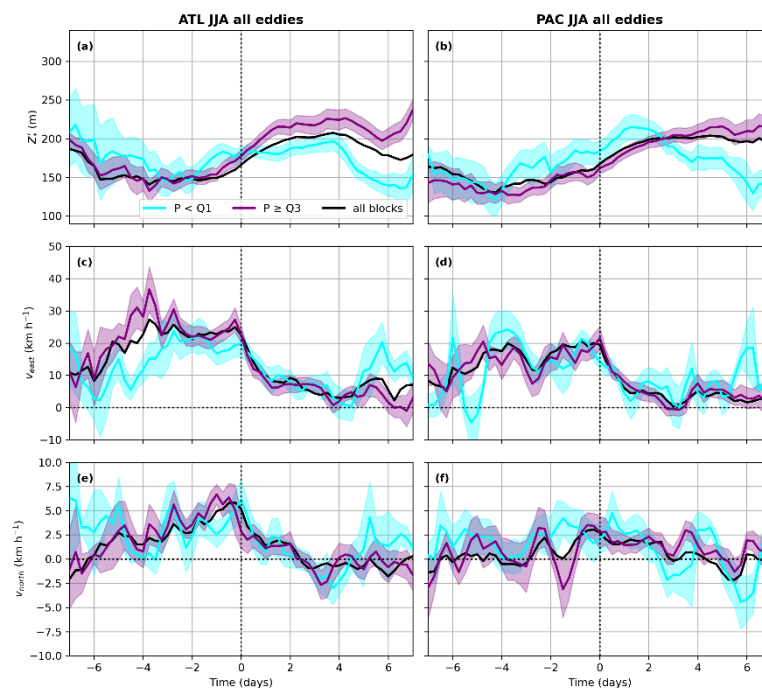 ATL JJA all eddies
PAC JJA all eddies
(a)
(b)
300
250
200
150
100
Z′ᵢ (m)
P < Q1
P ≥ Q3
all blocks
(c)
(d)
50
40
30
20
10
0
−10
v_east (km h⁻¹)
(e)
(f)
10.0
7.5
5.0
2.5
0.0
−2.5
−5.0
−7.5
−10.0
v_north (km h⁻¹)
−6 −4 −2 0 2 4 6
−6 −4 −2 0 2 4 6
Time (days)
Time (days)